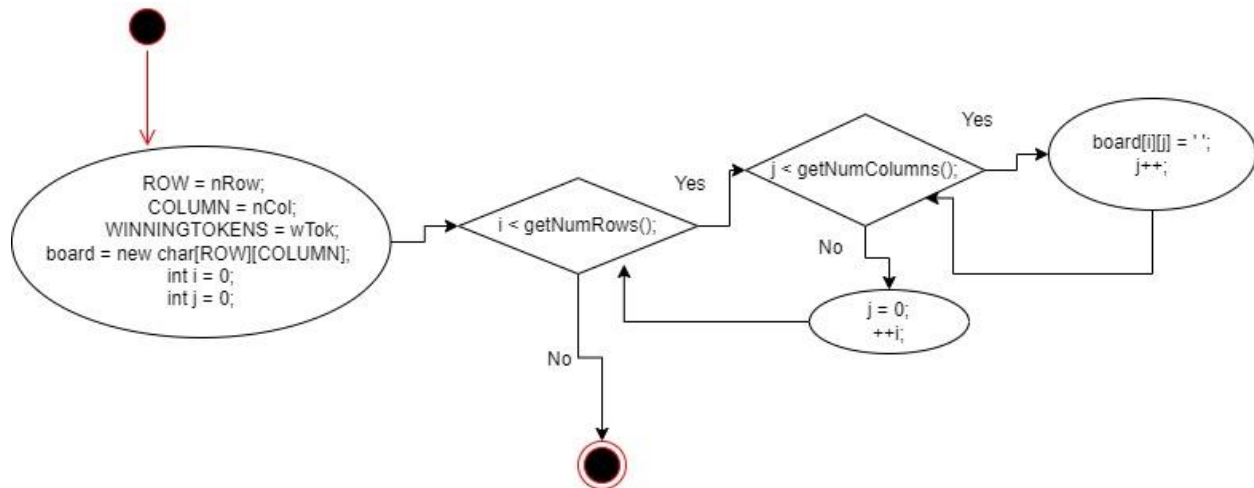 ROW = nRow;
COLUMN = nCol;
WINNINGTOKENS = wTok;
board = new char[ROW][COLUMN];
int i = 0;
int j = 0;
i < getNumRows();
Yes
No
j < getNumColumns();
Yes
No
board[i][j] = ' ';
j++;
j = 0;
++i;